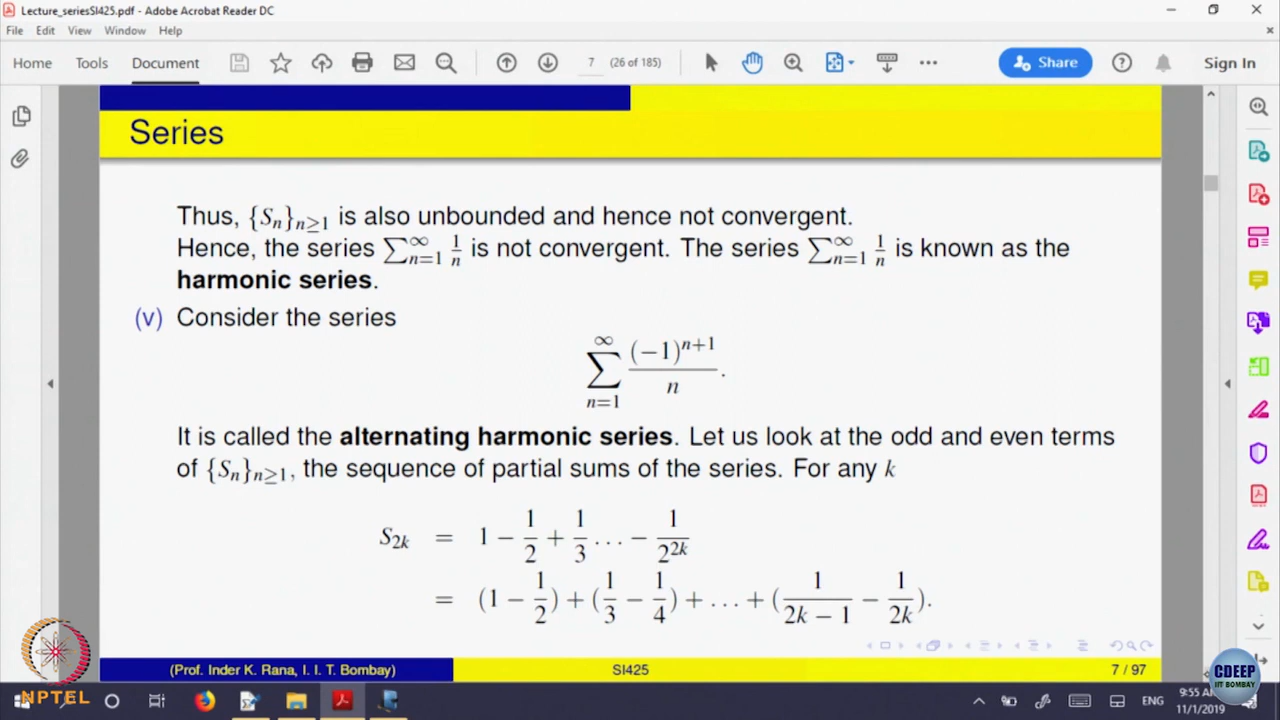 Lecture_seriesSI425.pdf - Adobe Acrobat Reader DC
File Edit View Window Help
Home Tools Document 7 (26 of 185) Share Sign In
Series
Thus, {Sₙ}ₙ≥₁ is also unbounded and hence not convergent.
Hence, the series ∑_{n=1}^{∞} 1/n is not convergent. The series ∑_{n=1}^{∞} 1/n is known as the
harmonic series.
(v) Consider the series
∑_{n=1}^{∞} (−1)^{n+1}/n.
It is called the alternating harmonic series. Let us look at the odd and even terms
of {Sₙ}ₙ≥₁, the sequence of partial sums of the series. For any k
S_{2k} = 1 − 1/2 + 1/3 … − 1/2^{2k}
= (1 − 1/2) + (1/3 − 1/4) + … + (1/(2k − 1) − 1/2k).
(Prof. Inder K. Rana, I. I. T. Bombay) SI425 7 / 97
NPTEL
CDEEP
IIT BOMBAY
ENG
9:55 AM
11/1/2019